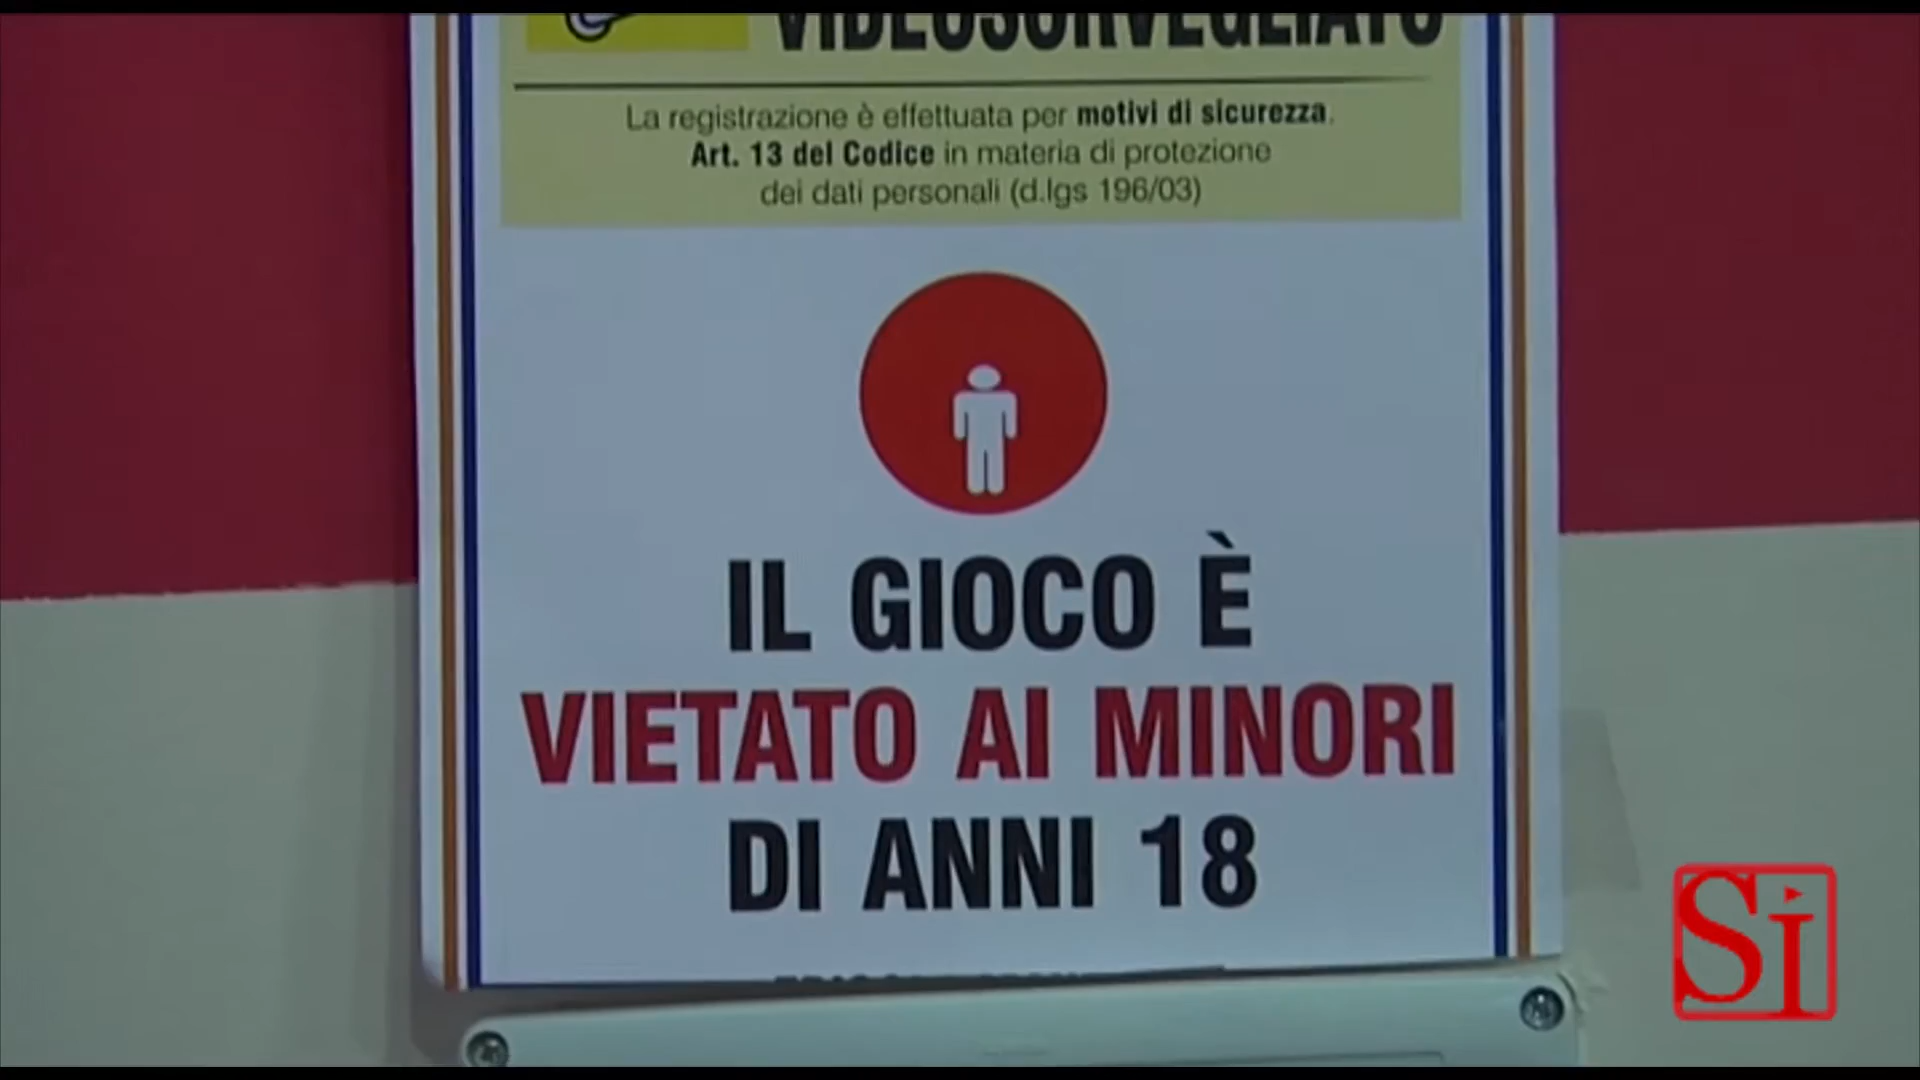 VIDEOSORVEGLIATO
La registrazione è effettuata per motivi di sicurezza.
Art. 13 del Codice in materia di protezione
dei dati personali (d.lgs 196/03)
IL GIOCO È
VIETATO AI MINORI
DI ANNI 18
Si